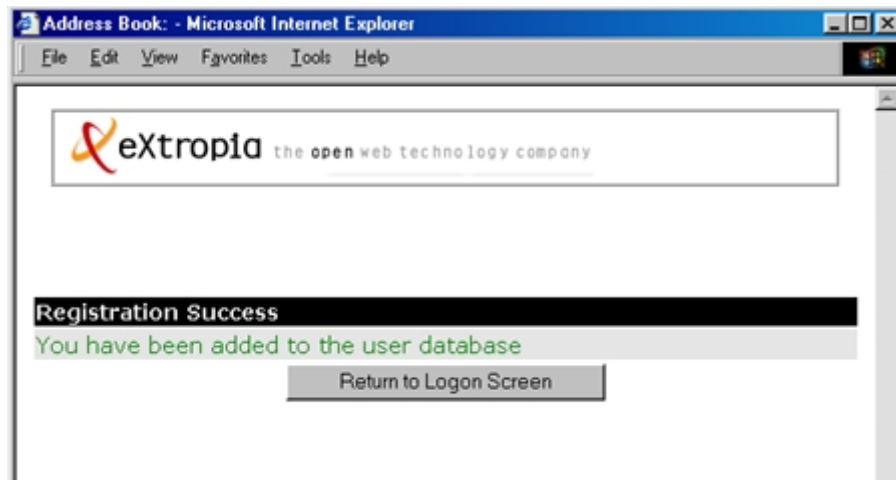 Address Book: - Microsoft Internet Explorer
File Edit View Favorites Tools Help
eXtropia the open web technology company
Registration Success
You have been added to the user database
Return to Logon Screen